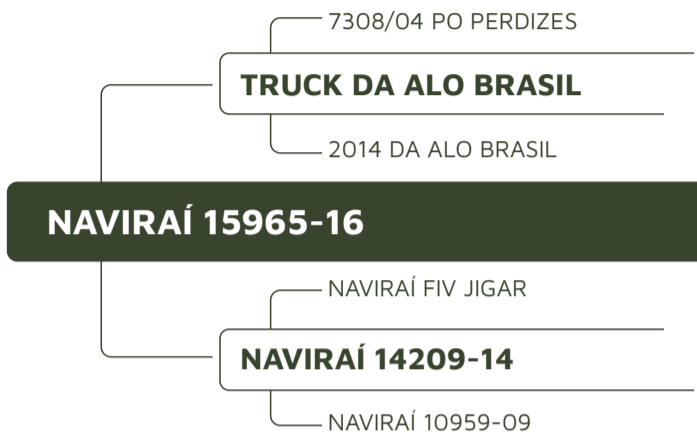 7308/04 PO PERDIZES
TRUCK DA ALO BRASIL
2014 DA ALO BRASIL
NAVIRAÍ 15965-16
NAVIRAÍ FIV JIGAR
NAVIRAÍ 14209-14
NAVIRAÍ 10959-09